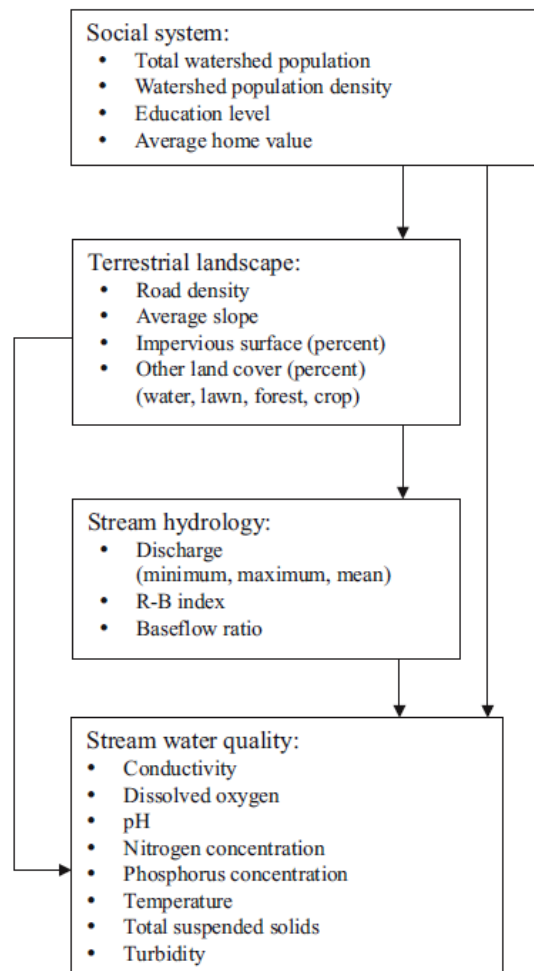 Social system:
• Total watershed population
• Watershed population density
• Education level
• Average home value
Terrestrial landscape:
• Road density
• Average slope
• Impervious surface (percent)
• Other land cover (percent)
(water, lawn, forest, crop)
Stream hydrology:
• Discharge
(minimum, maximum, mean)
• R-B index
• Baseflow ratio
Stream water quality:
• Conductivity
• Dissolved oxygen
• pH
• Nitrogen concentration
• Phosphorus concentration
• Temperature
• Total suspended solids
• Turbidity